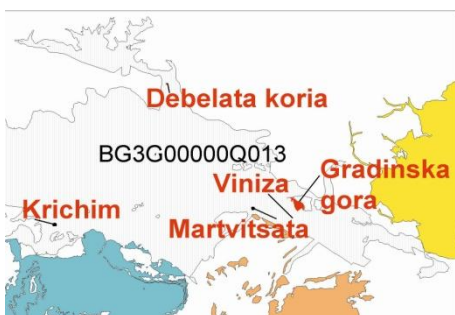 Debelata koria
BG3G00000Q013
Viniza
Gradinska
gora
Krichim
Martvitsata